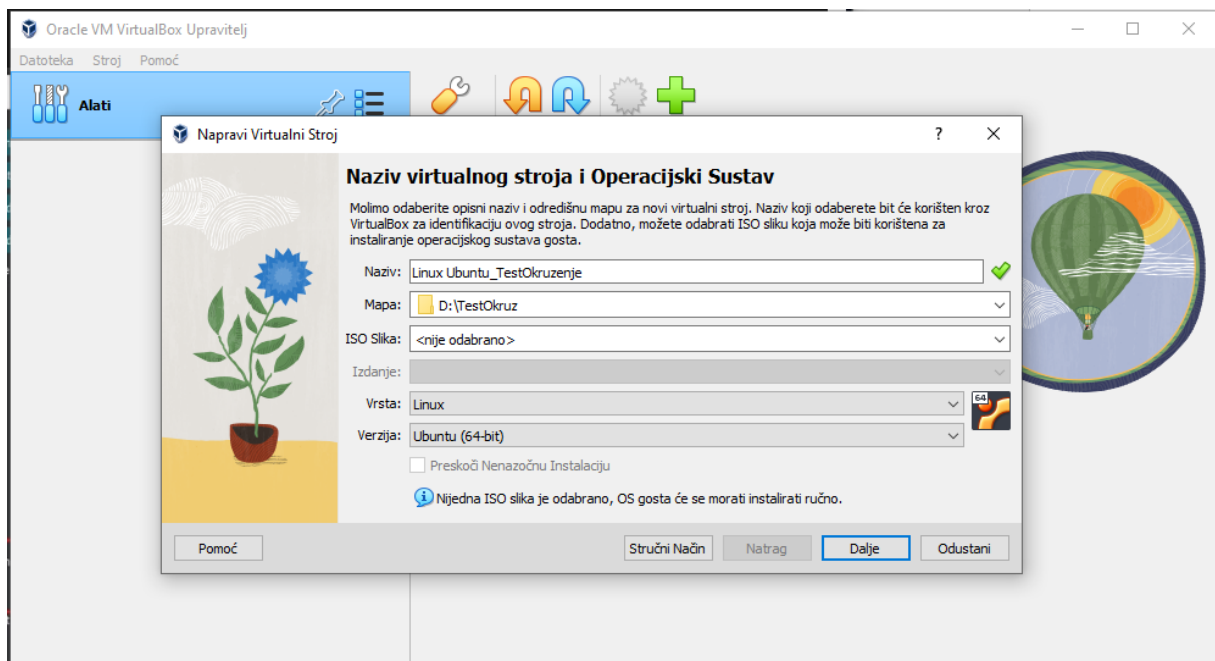 Oracle VM VirtualBox Upravitelj
Datoteka Stroj Pomoć
Alati
Napravi Virtualni Stroj
?
Naziv virtualnog stroja i Operacijski Sustav
Molimo odaberite opisni naziv i odredišnu mapu za novi virtualni stroj. Naziv koji odaberete bit će korišten kroz
VirtualBox za identifikaciju ovog stroja. Dodatno, možete odabrati ISO sliku koja može biti korištena za
instaliranje operacijskog sustava gosta.
Naziv: Linux Ubuntu_TestOkruzenje
Mapa: D:\TestOkruz
ISO Slika: <nije odabrano>
Izdanje:
Vrsta: Linux
64
Verzija: Ubuntu (64-bit)
Preskoči Nenazočnu Instalaciju
Nijedna ISO slika je odabrano, OS gosta će se morati instalirati ručno.
Pomoć Stručni Način Natrag Dalje Odustani